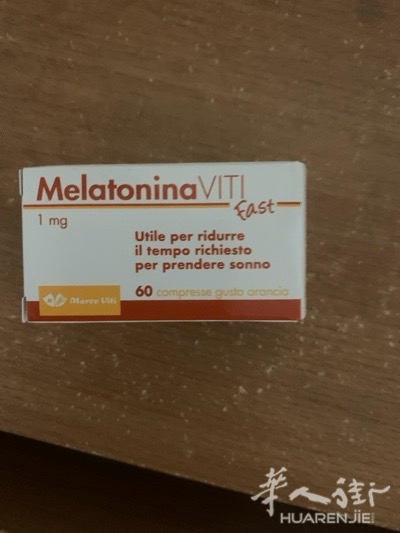 MelatoninaVITI
fast
1 mg
Utile per ridurre
il tempo richiesto
per prendere sonno
Marco Viti
60 compresse gusto arancia
華人街
HUARENJIE